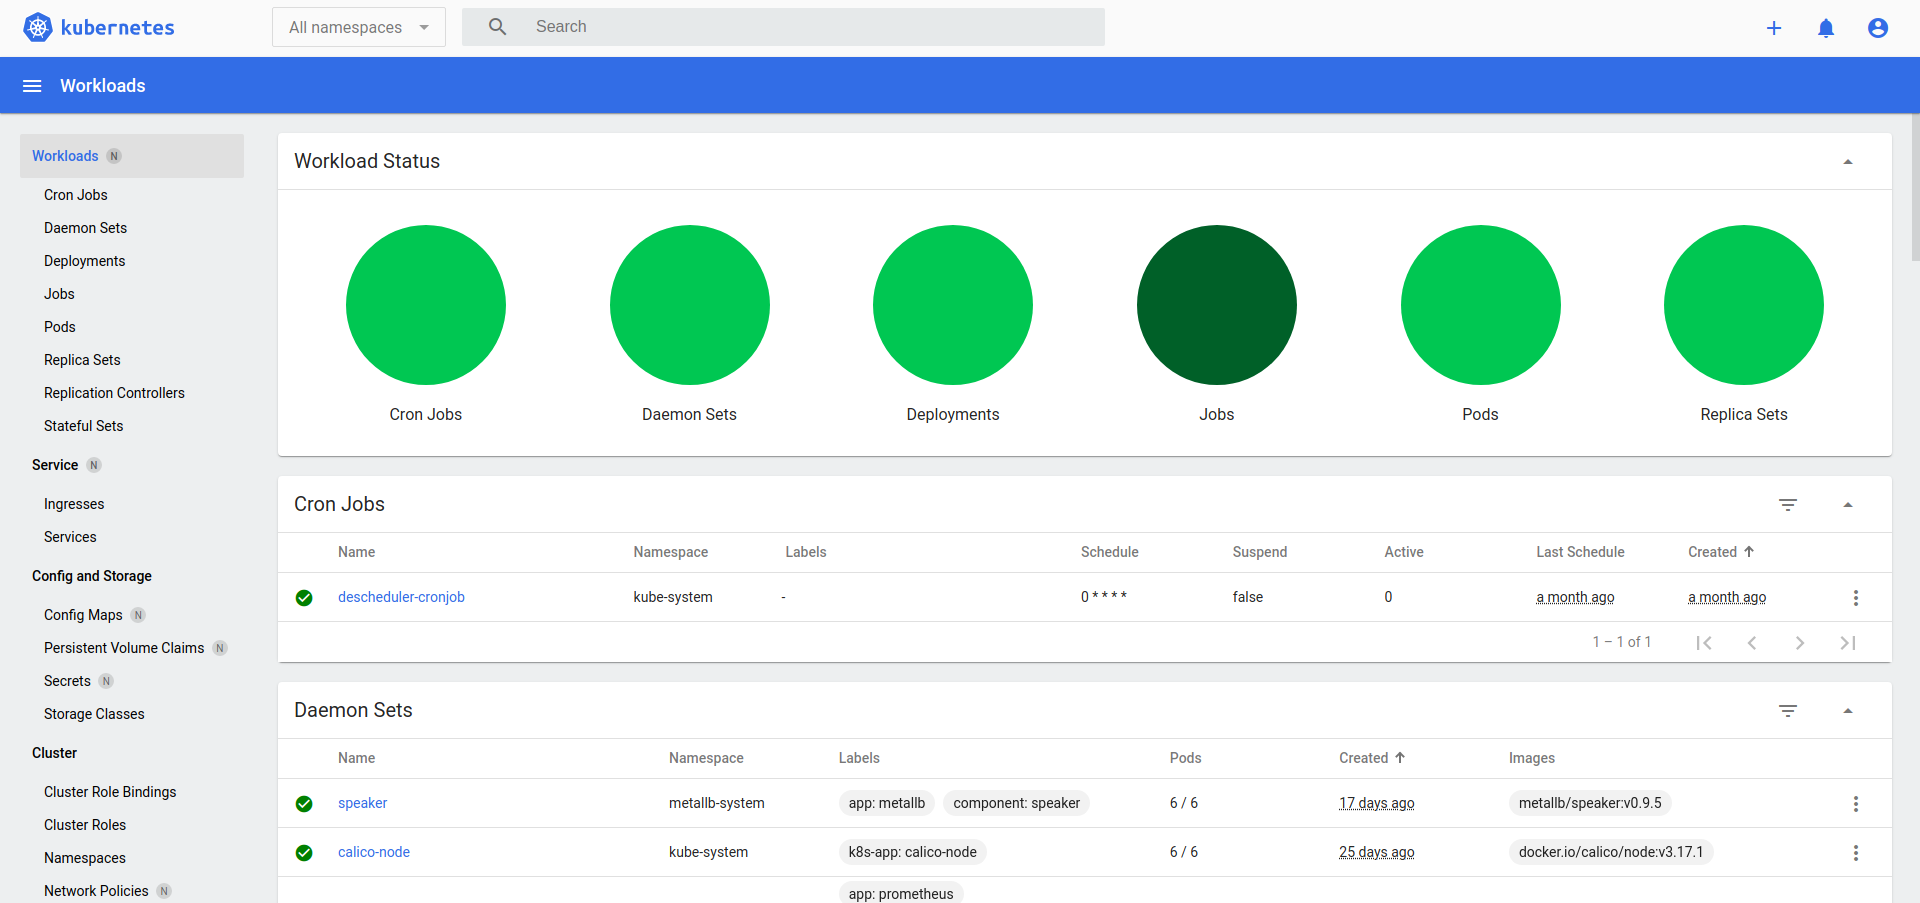 kubernetes
All namespaces
Search
Workloads
Workloads N
Cron Jobs
Daemon Sets
Deployments
Jobs
Pods
Replica Sets
Replication Controllers
Stateful Sets
Service N
Ingresses
Services
Config and Storage
Config Maps N
Persistent Volume Claims N
Secrets N
Storage Classes
Cluster
Cluster Role Bindings
Cluster Roles
Namespaces
Network Policies N
Workload Status
Cron Jobs Daemon Sets Deployments Jobs Pods Replica Sets
Cron Jobs
Name Namespace Labels Schedule Suspend Active Last Schedule Created
descheduler-cronjob kube-system - 0 * * * * false 0 a month ago a month ago
1 – 1 of 1
Daemon Sets
Name Namespace Labels Pods Created Images
speaker metallb-system app: metallb component: speaker 6 / 6 17 days ago metallb/speaker:v0.9.5
calico-node kube-system k8s-app: calico-node 6 / 6 25 days ago docker.io/calico/node:v3.17.1
app: prometheus